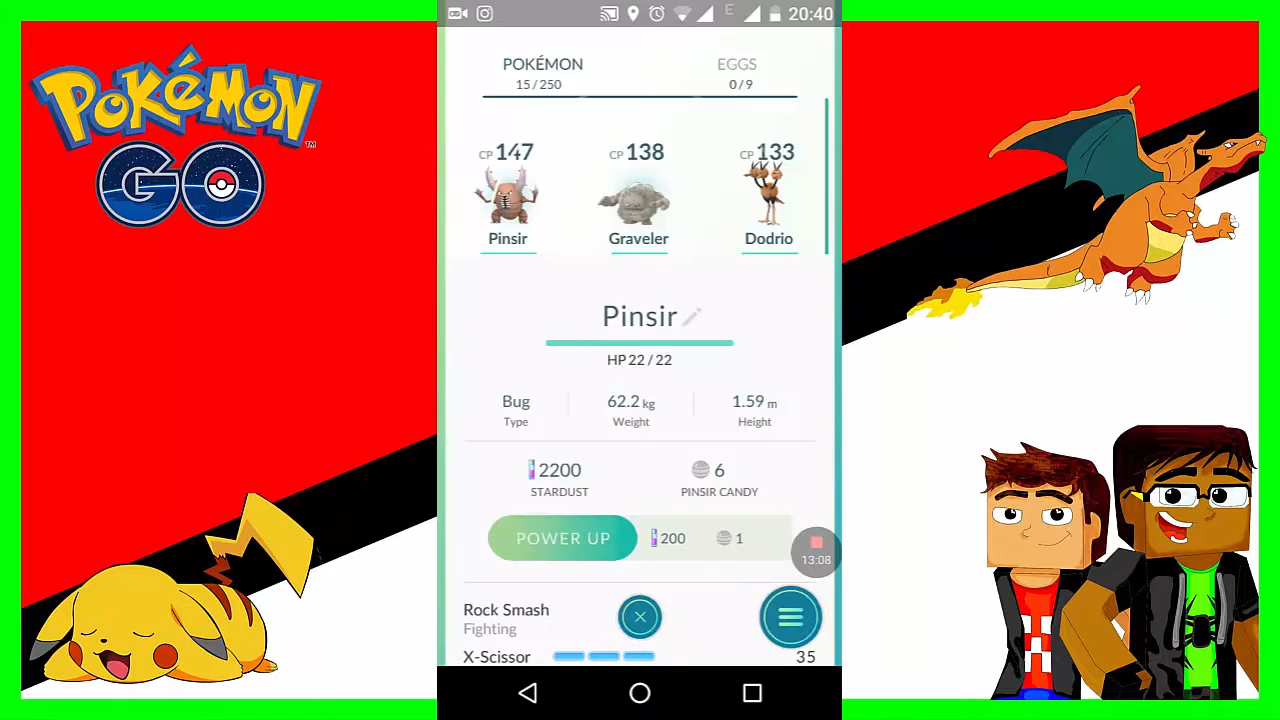 POKÉMON
GO
TM
E 20:40
POKÉMON EGGS
15/250 0/9
CP 147 CP 138 CP 133
Pinsir Graveler Dodrio
Pinsir
HP 22 / 22
Bug 62.2 kg 1.59 m
Type Weight Height
2200 6
STARDUST PINSIR CANDY
POWER UP 200 1
13:08
Rock Smash
Fighting
X-Scissor 35